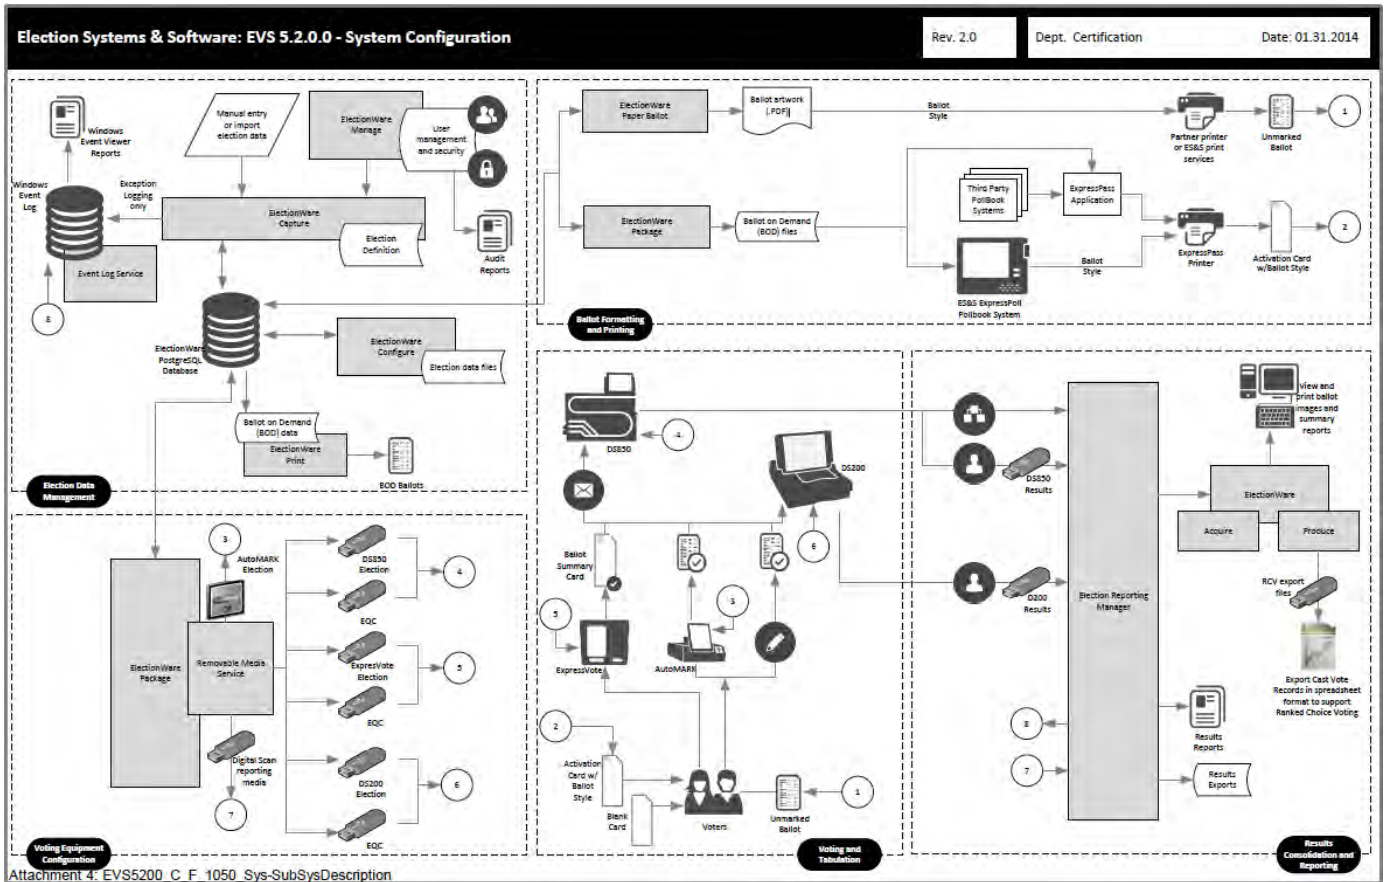 Election Systems & Software: EVS 5.2.0.0 - System Configuration
Rev. 2.0
Dept. Certification
Date: 01.31.2014
Windows
Event Viewer
Reports
Manual entry
or import
election data
ElectionWare
Manage
User
management
and security
Windows
Event
Log
Exception
Logging
only
ElectionWare
Capture
Election
Definition
Audit
Reports
Event Log Service
8
ElectionWare
PostgreSQL
Database
ElectionWare
Configure
Election data files
Ballot on Demand
(BOD) data
ElectionWare
Print
BOD Ballots
Election Data
Management
ElectionWare
Paper Ballot
Ballot artwork
(.PDF)
Ballot
Style
Partner printer
or ES&S print
services
Unmarked
Ballot
1
ElectionWare
Package
Ballot on Demand
(BOD) files
Third Party
PollBook
Systems
ExpressPass
Application
ES&S ExpressPoll
Pollbook System
Ballot
Style
ExpressPass
Printer
Activation Card
w/Ballot Style
2
Ballot Formatting
and Printing
3
AutoMARK
Election
ElectionWare
Package
Removable Media
Service
DS850
Election
EQC
4
ExpresVote
Election
EQC
5
DS200
Election
EQC
6
Digital Scan
reporting
media
7
Voting Equipment
Configuration
DS850
4
DS200
6
Ballot
Summary
Card
5
ExpressVote
3
AutoMARK
2
Activation
Card w/
Ballot
Style
Blank
Card
Voters
Unmarked
Ballot
1
Voting and
Tabulation
DS850
Results
D200
Results
Election Reporting
Manager
View and
print ballot
images and
summary
reports
ElectionWare
Acquire
Produce
RCV export
files
Export Cast Vote
Records in spreadsheet
format to support
Ranked Choice Voting
8
7
Results
Reports
Results
Exports
Results
Consolidation and
Reporting
Attachment 4: EVS5200_C_F_1050_Sys-SubSysDescription